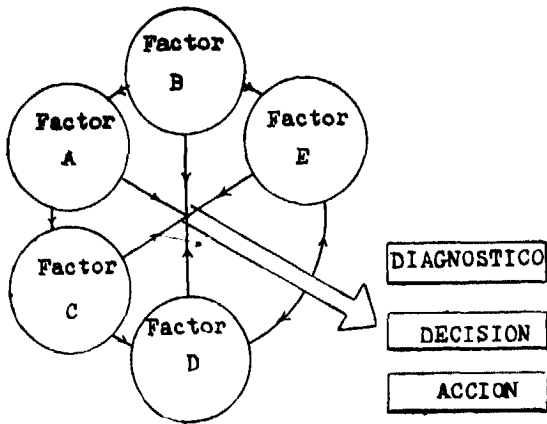 Factor
B
Factor
A
Factor
E
Factor
C
Factor
D
DIAGNOSTICO
DECISION
ACCION